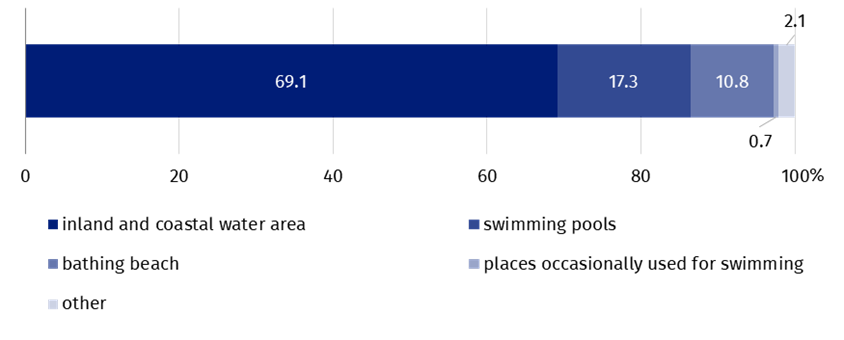 2.1
69.1 17.3 10.8
0.7
0 20 40 60 80 100%
inland and coastal water area swimming pools
bathing beach places occasionally used for swimming
other